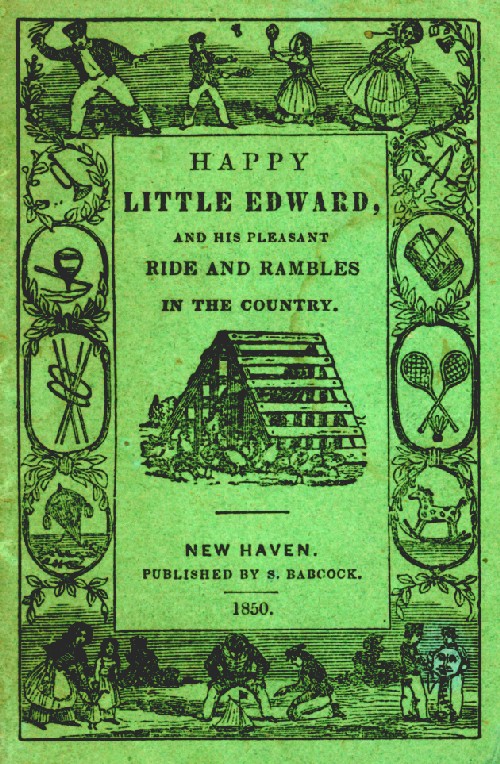 HAPPY
LITTLE EDWARD,
AND HIS PLEASANT
RIDE AND RAMBLES
IN THE COUNTRY.
NEW HAVEN.
PUBLISHED BY S. BABCOCK.
1850.